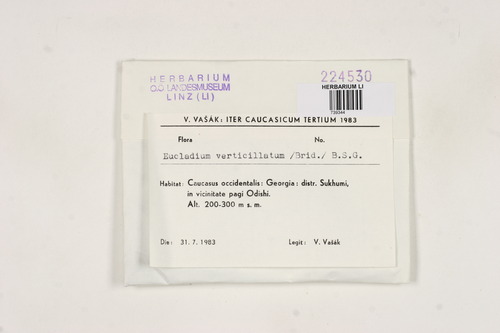 HERBARIUM
O.Ö. LANDESMUSEUM
LINZ (LI)
224530
HERBARIUM LI
V. VAŠÁK: ITER CAUCASICUM TERTIUM 1983
Flora No.
Eucladium verticillatum /Brid./ B.S.G.
Habitat: Caucasus occidentalis: Georgia: distr. Sukhumi,
in vicinitate pagi Odishi.
Alt. 200-300 m s. m.
Die: 31. 7. 1983 Legit: V. Vašák